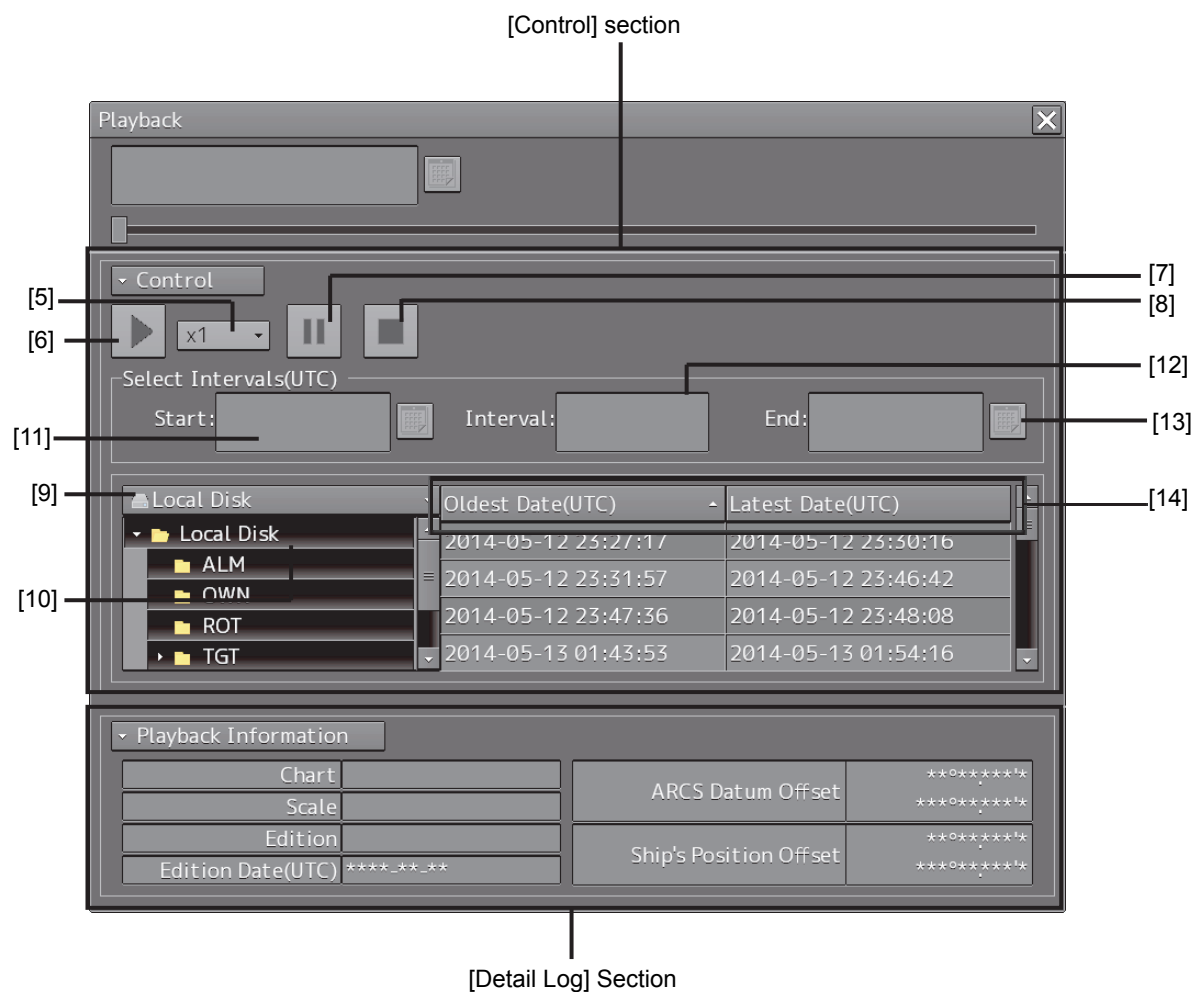 [Control] section
Playback
Control
[5]
[6]
x1
[7]
[8]
Select Intervals(UTC)
Start:
Interval:
End:
[11]
[12]
[13]
[9]
Local Disk
Oldest Date(UTC)
Latest Date(UTC)
[14]
Local Disk
2014-05-12 23:27:17
2014-05-12 23:30:16
ALM
2014-05-12 23:31:57
2014-05-12 23:46:42
[10]
OWN
2014-05-12 23:47:36
2014-05-12 23:48:08
ROT
TGT
2014-05-13 01:43:53
2014-05-13 01:54:16
Playback Information
Chart
Scale
Edition
Edition Date(UTC)
****-**-**
ARCS Datum Offset
**°**.***'*
***°**.***'*
Ship's Position Offset
**°**.***'*
***°**.***'*
[Detail Log] Section